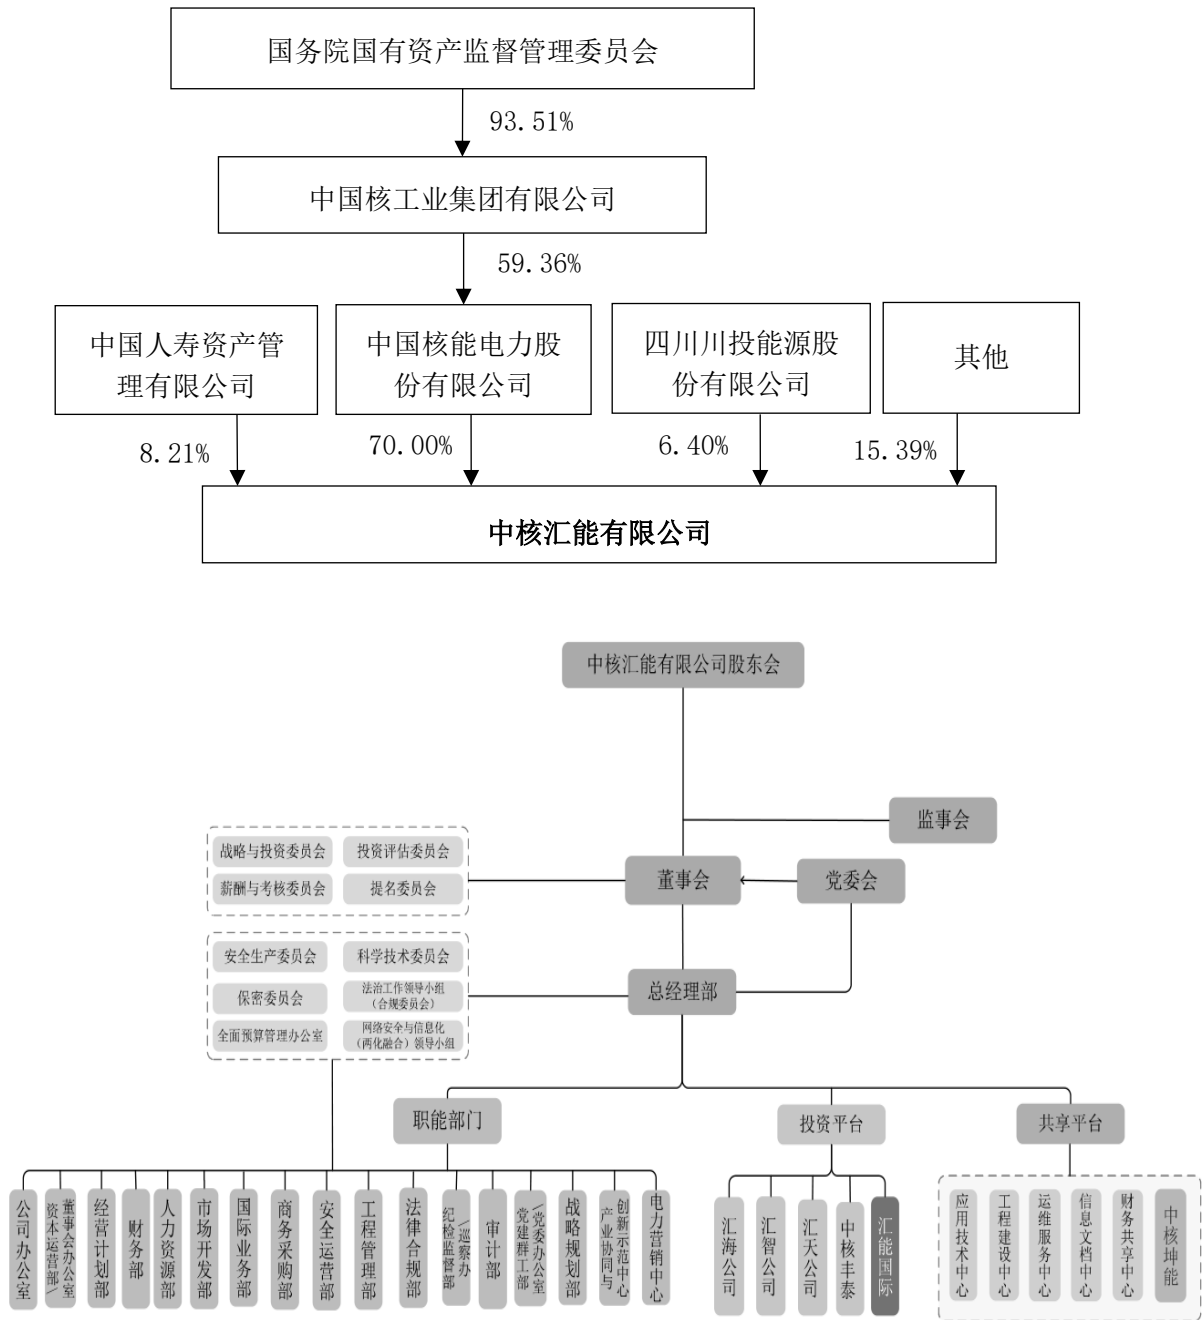 国务院国有资产监督管理委员会
93.51%
中国核工业集团有限公司
59.36%
中国人寿资产管
理有限公司
中国核能电力股
份有限公司
四川川投能源股
份有限公司
其他
8.21%
70.00%
6.40%
15.39%
中核汇能有限公司
中核汇能有限公司股东会
监事会
战略与投资委员会
投资评估委员会
薪酬与考核委员会
提名委员会
董事会
党委会
安全生产委员会
科学技术委员会
保密委员会
法治工作领导小组
（合规委员会）
全面预算管理办公室
网络安全与信息化
（两化融合）领导小组
总经理部
职能部门
投资平台
共享平台
公司办公室
董事会办公室
资本运营部/
经营计划部
财务部
人力资源部
市场开发部
国际业务部
商务采购部
安全运营部
工程管理部
法律合规部
/巡察办
纪检监督部
审计部
/党委办公室
党建群工部
战略规划部
创新示范中心
产业协同与
电力营销中心
汇海公司
汇智公司
汇天公司
中核丰泰
汇能国际
应用技术中心
工程建设中心
运维服务中心
信息文档中心
财务共享中心
中核坤能